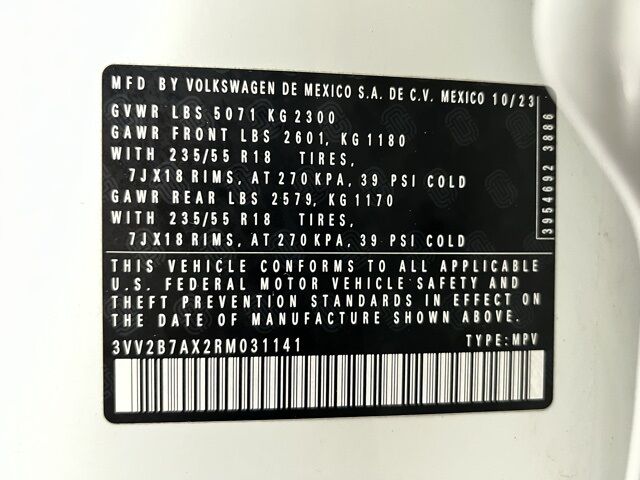 MFD BY VOLKSWAGEN DE MEXICO S.A. DE C.V. MEXICO 10/23
GVWR LBS 5071 KG 2300
GAWR FRONT LBS 2601, KG 1180
WITH 235/55 R18 TIRES,
7JX18 RIMS, AT 270 KPA, 39 PSI COLD
GAWR REAR LBS 2579, KG 1170
WITH 235/55 R18 TIRES,
7JX18 RIMS, AT 270 KPA, 39 PSI COLD
3954692 3886
THIS VEHICLE CONFORMS TO ALL APPLICABLE
U.S. FEDERAL MOTOR VEHICLE SAFETY AND
THEFT PREVENTION STANDARDS IN EFFECT ON
THE DATE OF MANUFACTURE SHOWN ABOVE.
3VV2B7AX2RM031141 TYPE: MPV